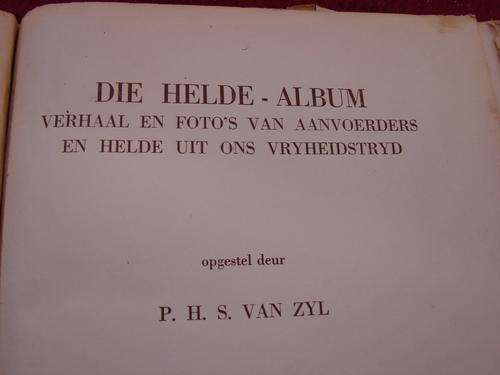 DIE HELDE - ALBUM
VERHAAL EN FOTO'S VAN AANVOERDERS
EN HELDE UIT ONS VRYHEIDSTRYD
opgestel deur
P. H. S. VAN ZYL